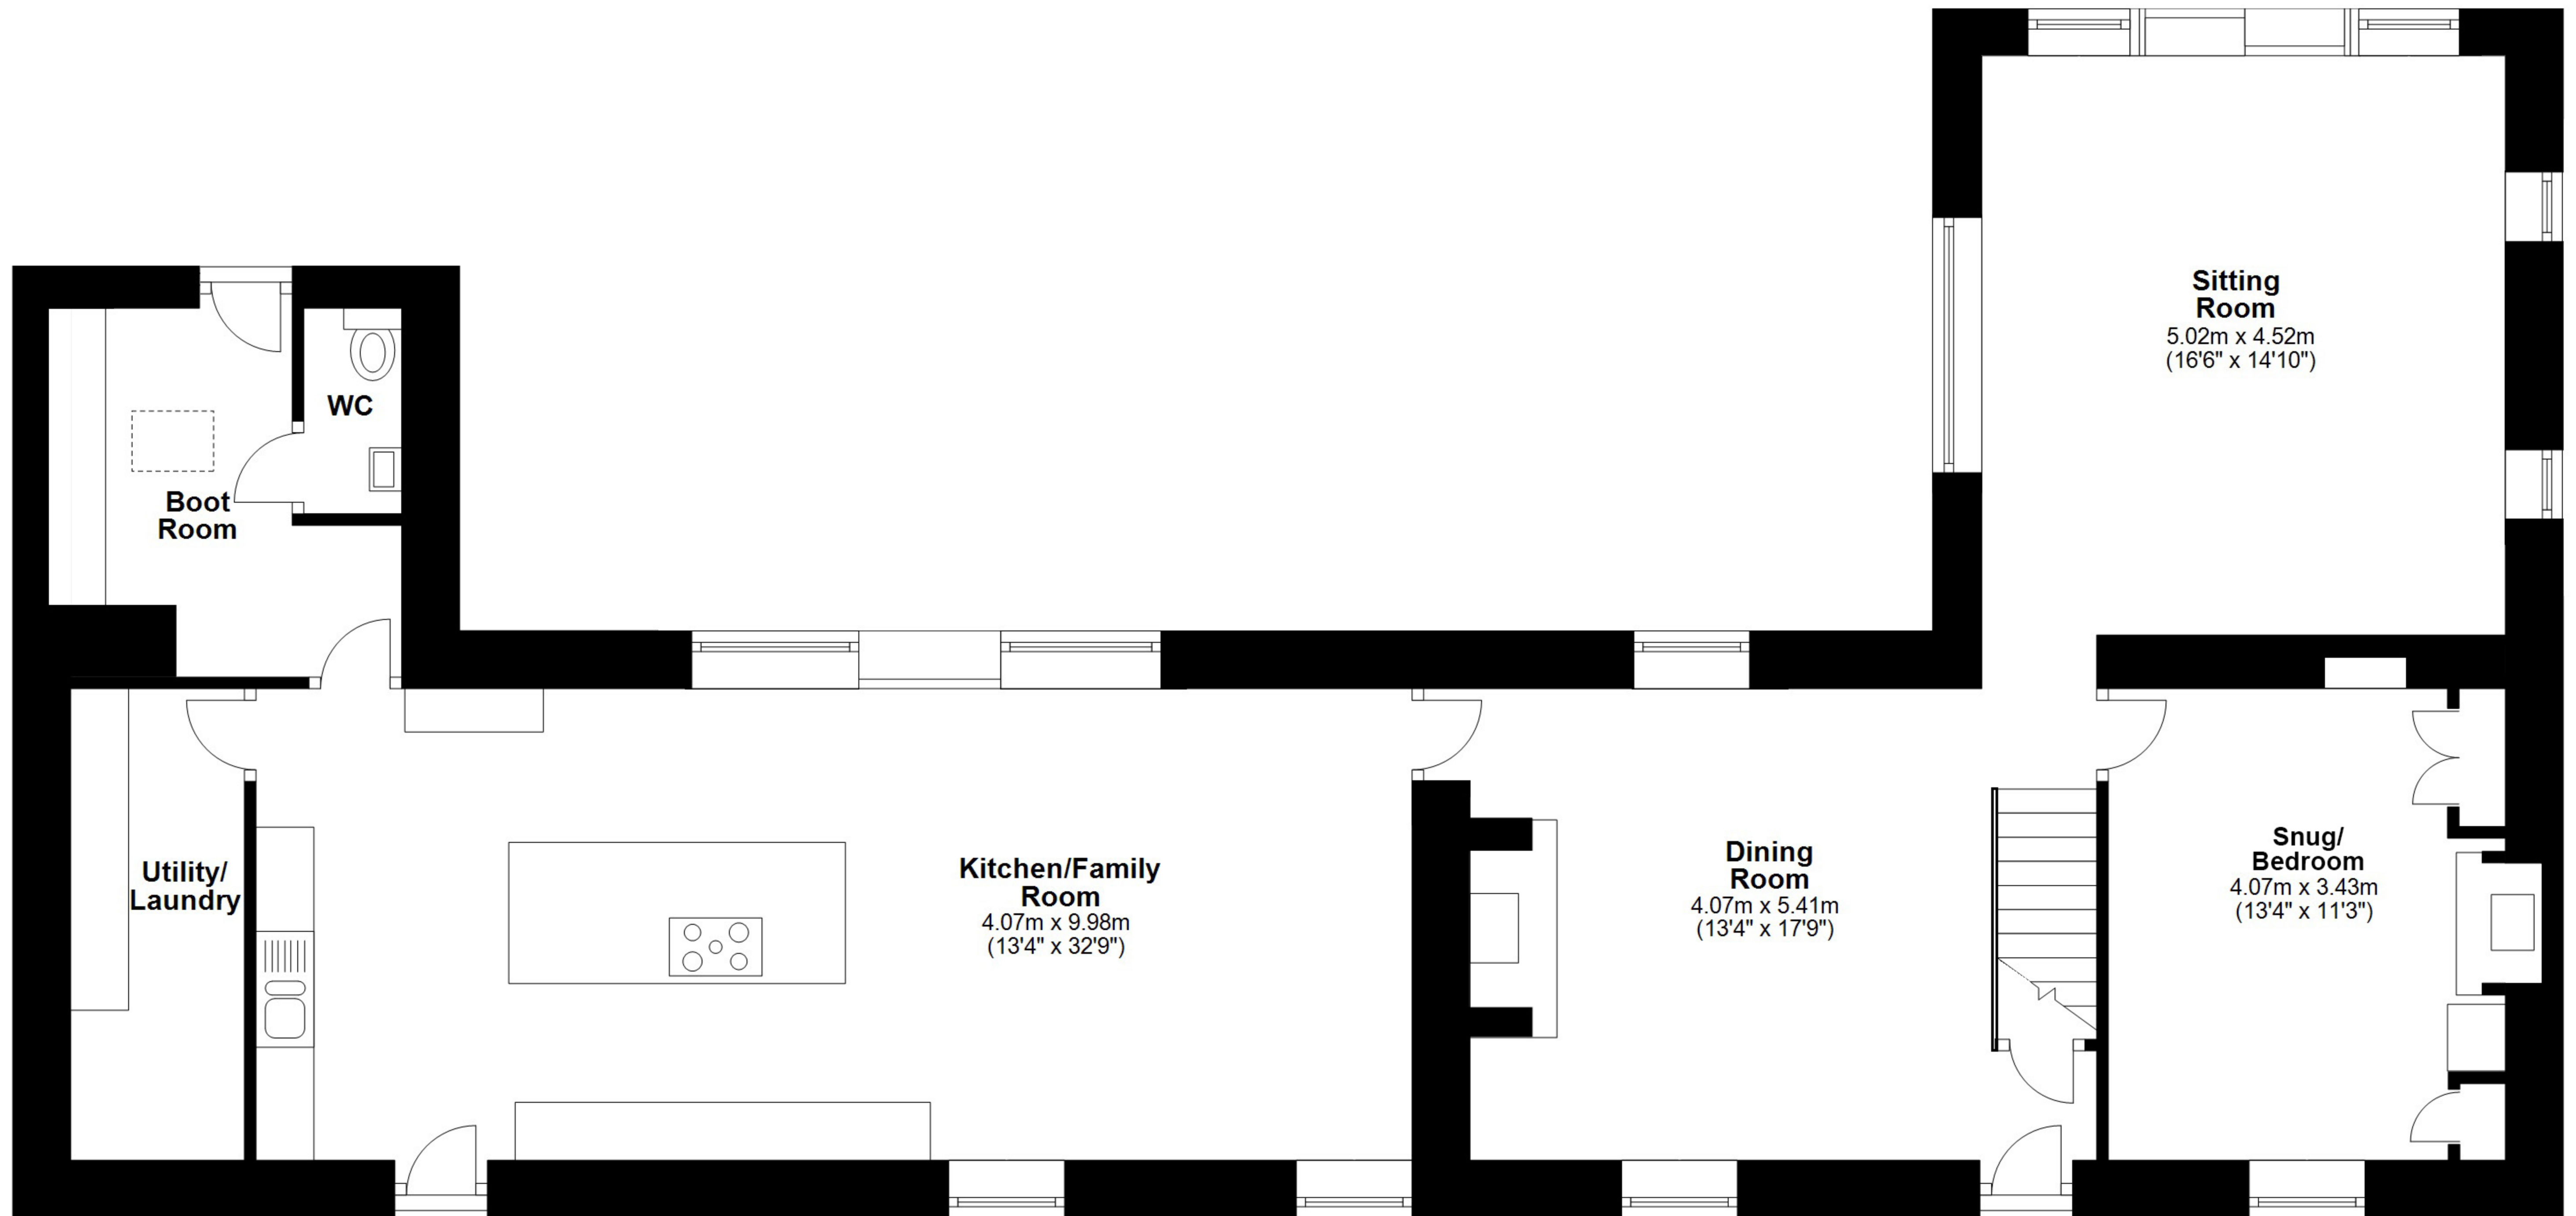 Sitting
Room
5.02m x 4.52m
(16'6" x 14'10")
WC
Boot
Room
Utility/
Laundry
Kitchen/Family
Room
4.07m x 9.98m
(13'4" x 32'9")
Dining
Room
4.07m x 5.41m
(13'4" x 17'9")
Snug/
Bedroom
4.07m x 3.43m
(13'4" x 11'3")